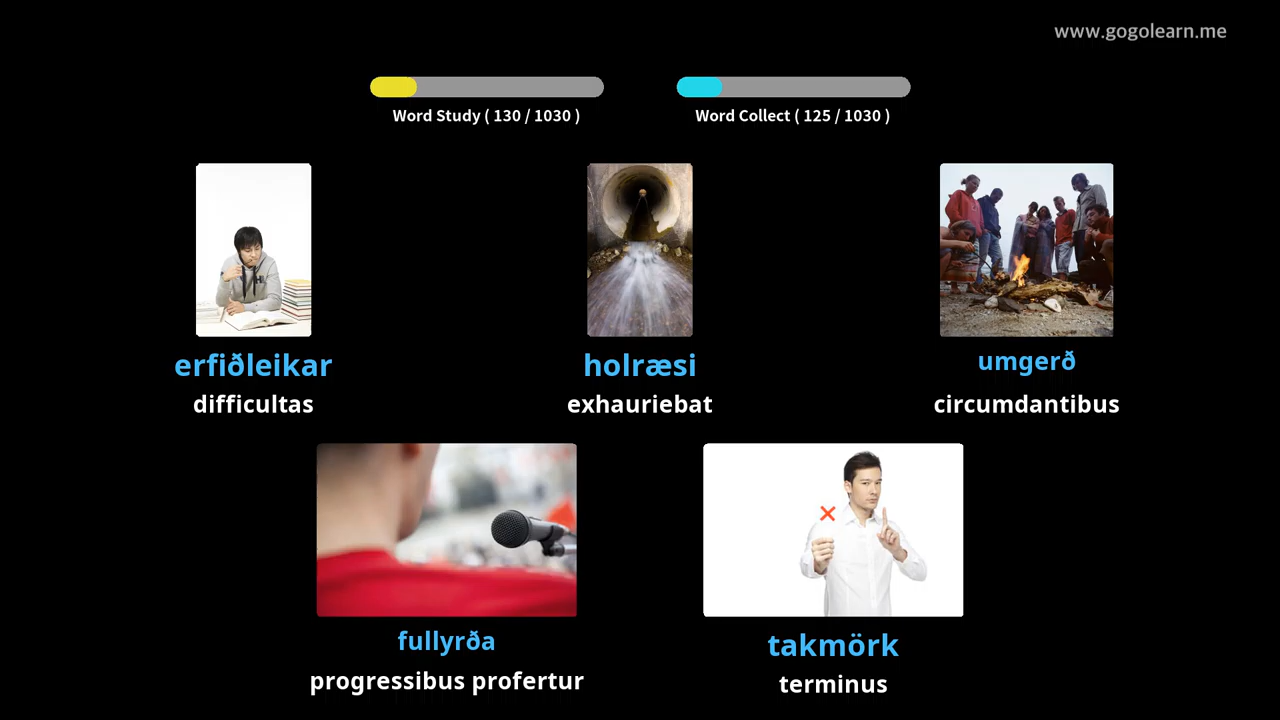 www.gogolearn.me
Word Study ( 130 / 1030 )
Word Collect ( 125 / 1030 )
erfiðleikar
difficultas
holræsi
exhauriebat
umgerð
circumdantibus
fullyrða
progressibus profertur
takmörk
terminus